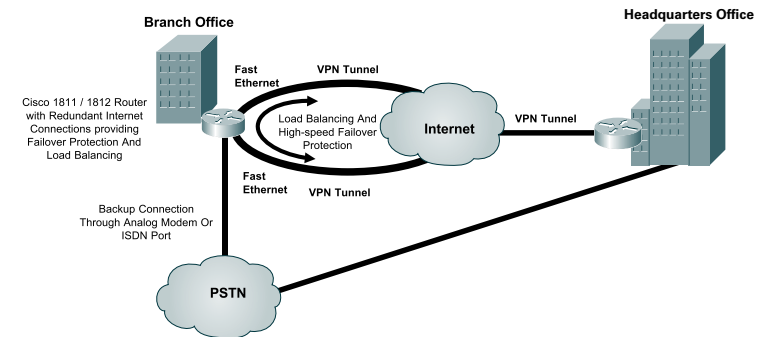 Branch Office
Headquarters Office
Fast
Ethernet
VPN Tunnel
Cisco 1811 / 1812 Router
with Redundant Internet
Connections providing
Failover Protection And
Load Balancing
Load Balancing And
High-speed Failover
Protection
Internet
VPN Tunnel
Fast
Ethernet
VPN Tunnel
Backup Connection
Through Analog Modem Or
ISDN Port
PSTN